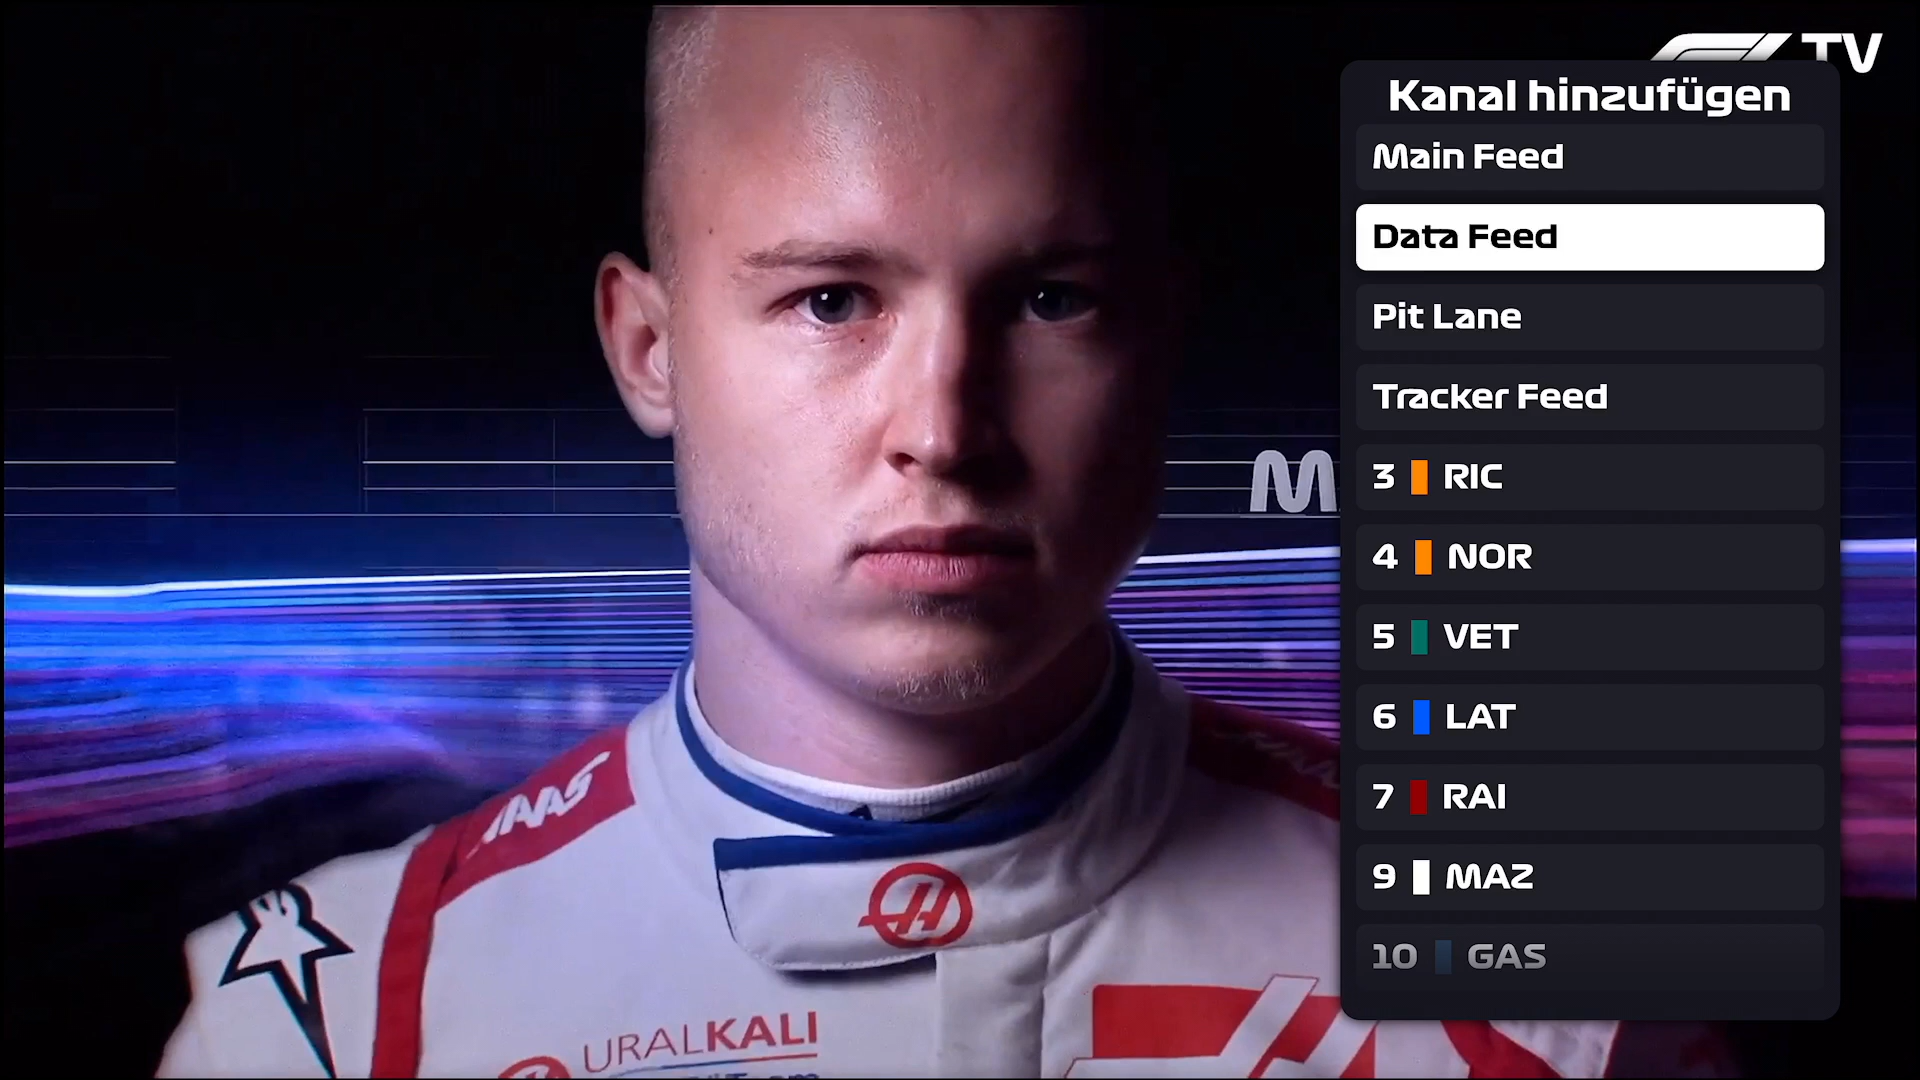 TV
Kanal hinzufügen
Main Feed
Data Feed
Pit Lane
Tracker Feed
3 RIC
4 NOR
5 VET
6 LAT
7 RAI
9 MAZ
10 GAS
M
HAAS
URALKALI